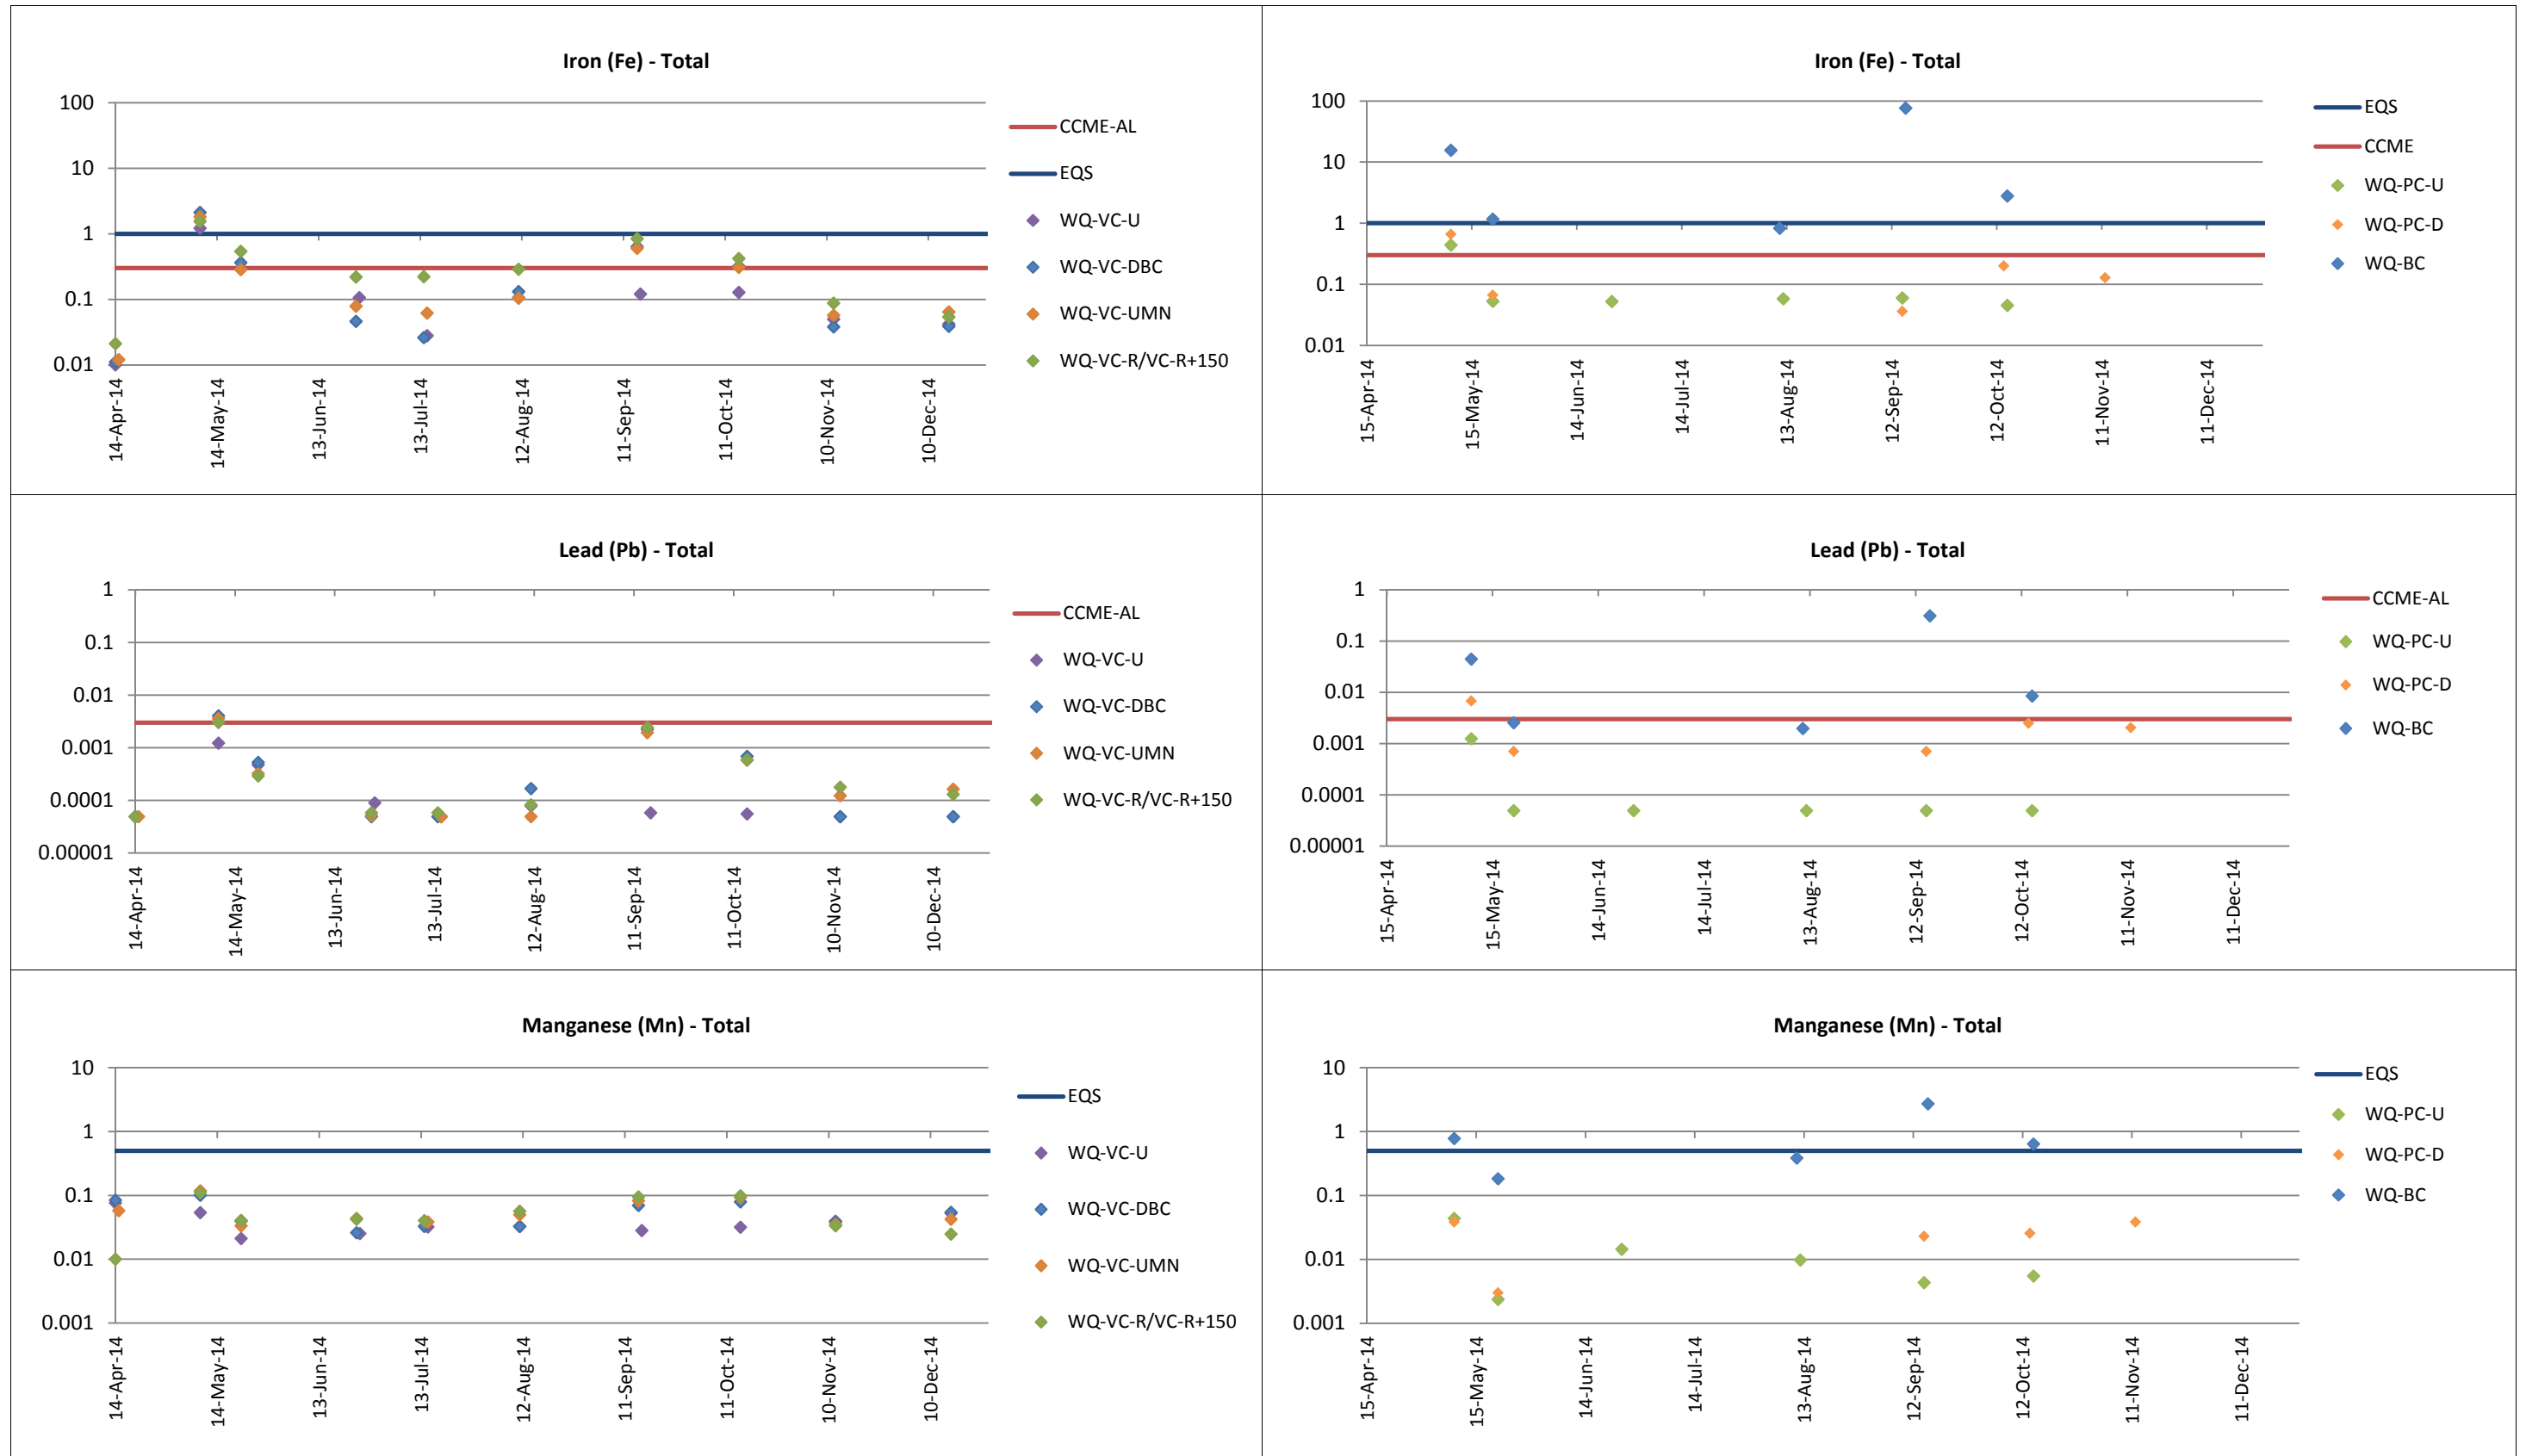 Iron (Fe) - Total
100
10
1
0.1
0.01
14-Apr-14
14-May-14
13-Jun-14
13-Jul-14
12-Aug-14
11-Sep-14
11-Oct-14
10-Nov-14
10-Dec-14
CCME-AL
EQS
WQ-VC-U
WQ-VC-DBC
WQ-VC-UMN
WQ-VC-R/VC-R+150
Iron (Fe) - Total
100
10
1
0.1
0.01
15-Apr-14
15-May-14
14-Jun-14
14-Jul-14
13-Aug-14
12-Sep-14
12-Oct-14
11-Nov-14
11-Dec-14
EQS
CCME
WQ-PC-U
WQ-PC-D
WQ-BC
Lead (Pb) - Total
1
0.1
0.01
0.001
0.0001
0.00001
14-Apr-14
14-May-14
13-Jun-14
13-Jul-14
12-Aug-14
11-Sep-14
11-Oct-14
10-Nov-14
10-Dec-14
CCME-AL
WQ-VC-U
WQ-VC-DBC
WQ-VC-UMN
WQ-VC-R/VC-R+150
Lead (Pb) - Total
1
0.1
0.01
0.001
0.0001
0.00001
15-Apr-14
15-May-14
14-Jun-14
14-Jul-14
13-Aug-14
12-Sep-14
12-Oct-14
11-Nov-14
11-Dec-14
CCME-AL
WQ-PC-U
WQ-PC-D
WQ-BC
Manganese (Mn) - Total
10
1
0.1
0.01
0.001
14-Apr-14
14-May-14
13-Jun-14
13-Jul-14
12-Aug-14
11-Sep-14
11-Oct-14
10-Nov-14
10-Dec-14
EQS
WQ-VC-U
WQ-VC-DBC
WQ-VC-UMN
WQ-VC-R/VC-R+150
Manganese (Mn) - Total
10
1
0.1
0.01
0.001
15-Apr-14
15-May-14
14-Jun-14
14-Jul-14
13-Aug-14
12-Sep-14
12-Oct-14
11-Nov-14
11-Dec-14
EQS
WQ-PC-U
WQ-PC-D
WQ-BC